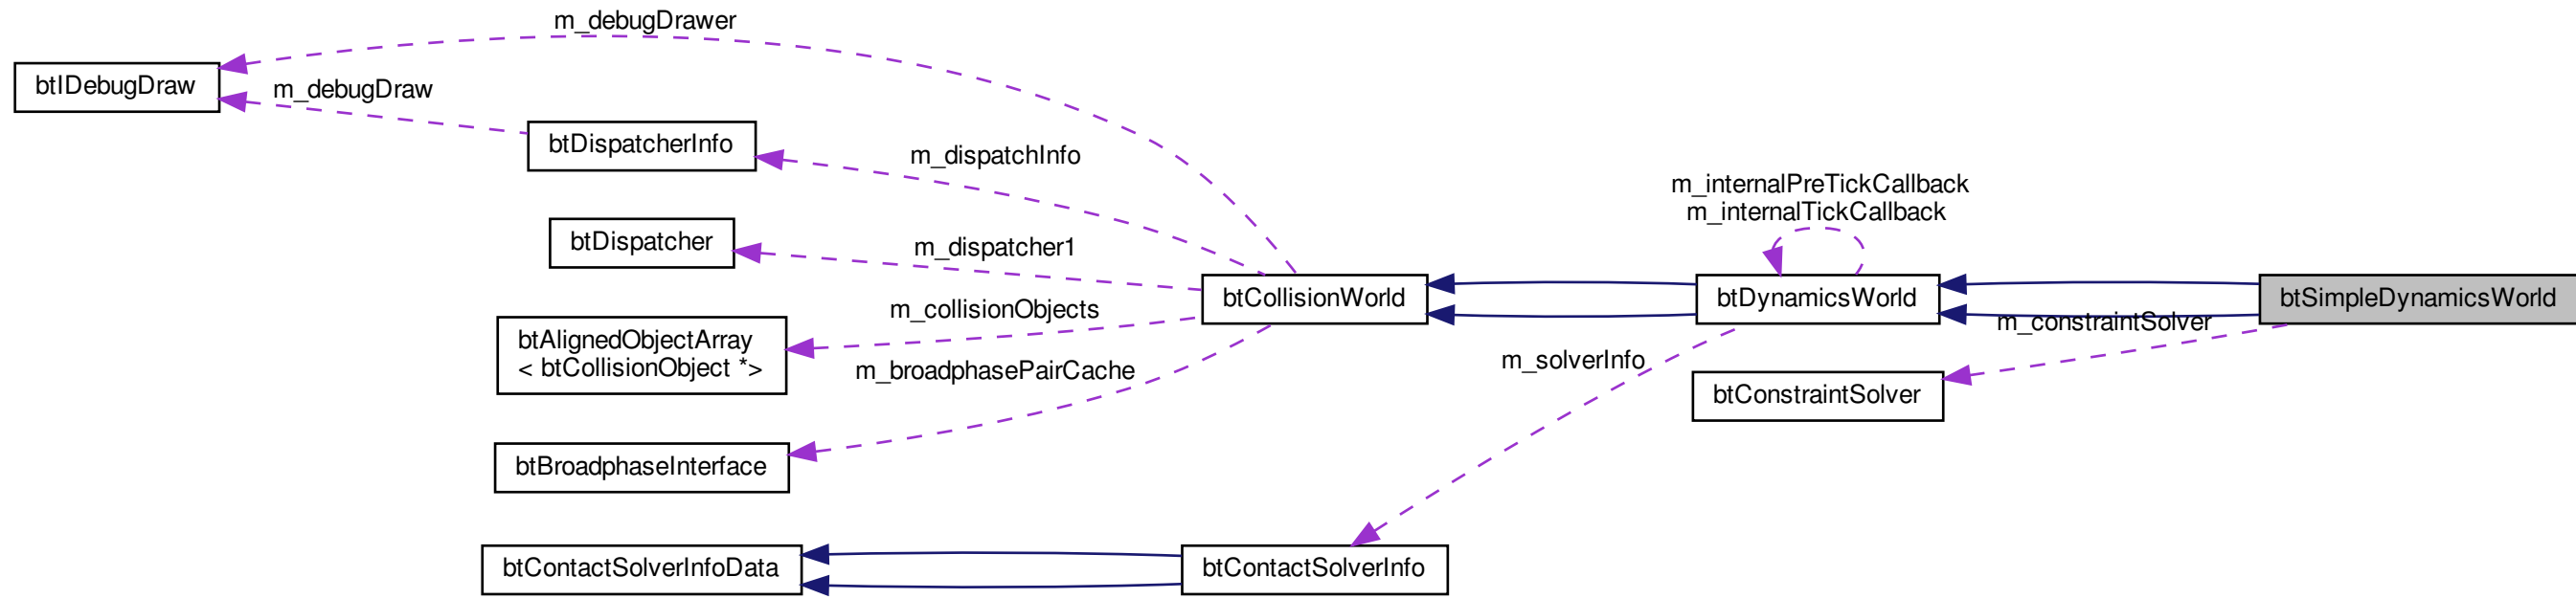 m_debugDrawer
btIDebugDraw
m_debugDraw
btDispatcherInfo
m_dispatchInfo
m_internalPreTickCallback
m_internalTickCallback
btDispatcher
m_dispatcher1
btCollisionWorld
btDynamicsWorld
btSimpleDynamicsWorld
m_collisionObjects
m_constraintSolver
btAlignedObjectArray
< btCollisionObject *>
m_broadphasePairCache
m_solverInfo
btConstraintSolver
btBroadphaseInterface
btContactSolverInfoData
btContactSolverInfo